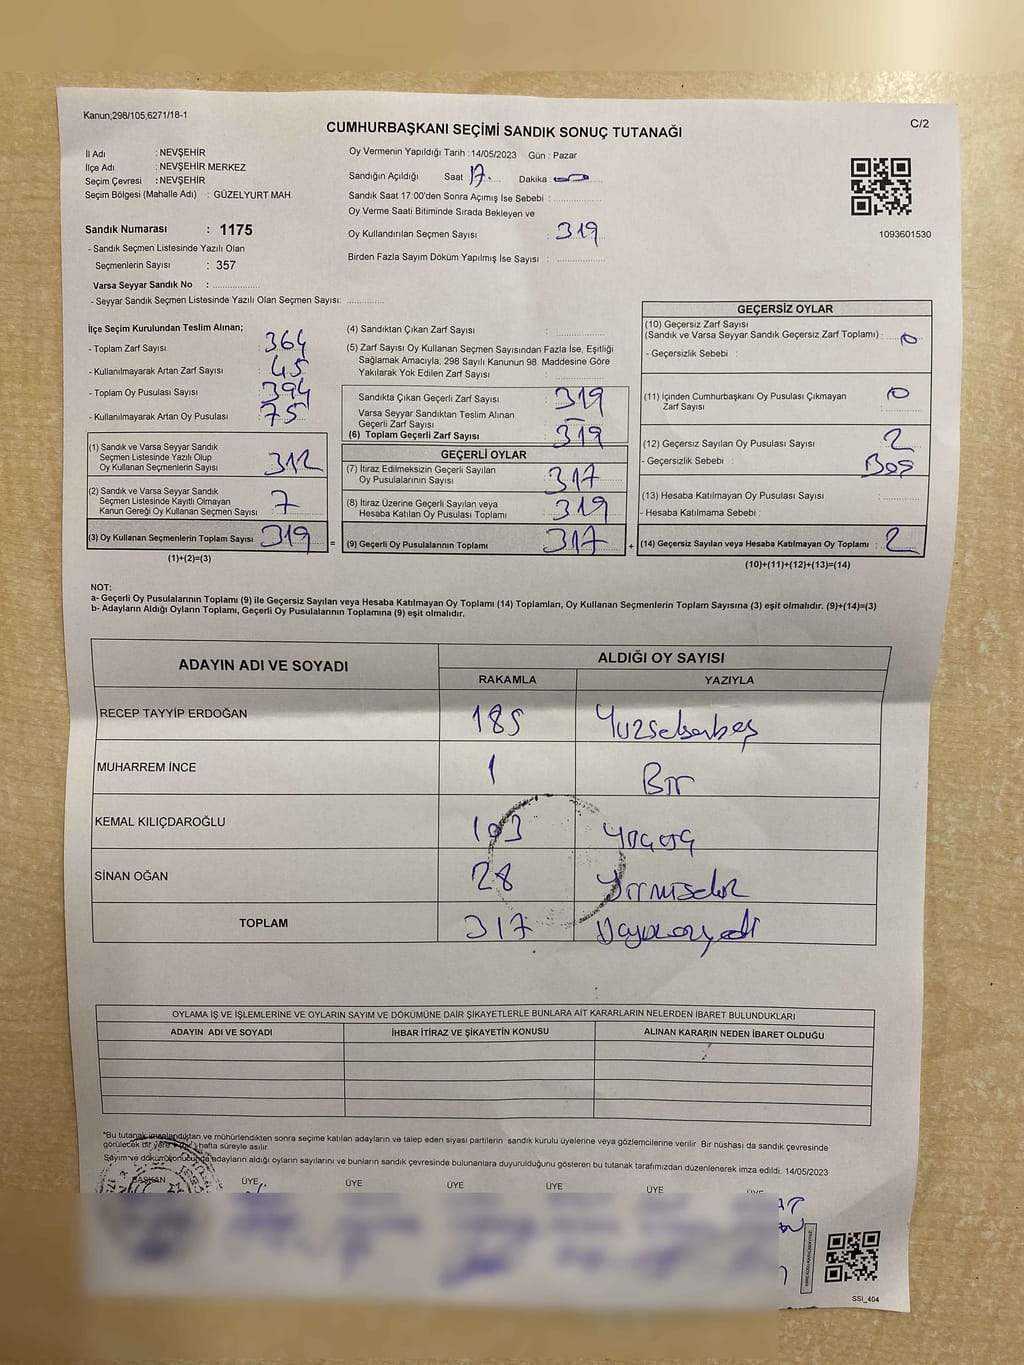 Kanun;298/105;6271/18-1
C/2
CUMHURBAŞKANI SEÇİMİ SANDIK SONUÇ TUTANAĞI
İl Adı : NEVŞEHİR
İlçe Adı : NEVŞEHİR MERKEZ
Seçim Çevresi : NEVŞEHİR
Seçim Bölgesi (Mahalle Adı) : GÜZELYURT MAH.
Sandık Numarası : 1175
- Sandık Seçmen Listesinde Yazılı Olan
Seçmenlerin Sayısı : 357
Varsa Seyyar Sandık No : ..................
- Seyyar Sandık Seçmen Listesinde Yazılı Olan Seçmen Sayısı: ..............
Oy Vermenin Yapıldığı Tarih : 14/05/2023 Gün : Pazar
Sandığın Açıldığı Saat 17 Dakika
Sandık Saat 17:00'den Sonra Açımış İse Sebebi : ..................
Oy Verme Saati Bitiminde Sırada Bekleyen ve
Oy Kullandırılan Seçmen Sayısı : 319
Birden Fazla Sayım Döküm Yapılmış İse Sayısı : ..................
1093601530
İlçe Seçim Kurulundan Teslim Alınan;
- Toplam Zarf Sayısı : 364
- Kullanılmayarak Artan Zarf Sayısı : 45
- Toplam Oy Pusulası Sayısı : 394
- Kullanılmayarak Artan Oy Pusulası : 75
(1) Sandık ve Varsa Seyyar Sandık
Seçmen Listesinde Yazılı Olup
Oy Kullanan Seçmenlerin Sayısı : 312
(2) Sandık ve Varsa Seyyar Sandık
Seçmen Listesinde Kayıtlı Olmayan
Kanun Gereği Oy Kullanan Seçmen Sayısı : 7
(3) Oy Kullanan Seçmenlerin Toplam Sayısı : 319
(1)+(2)=(3)
(4) Sandıktan Çıkan Zarf Sayısı : ..................
(5) Zarf Sayısı Oy Kullanan Seçmen Sayısından Fazla İse, Eşitliği
Sağlamak Amacıyla; 298 Sayılı Kanunun 98. Maddesine Göre
Yakılarak Yok Edilen Zarf Sayısı : ..................
Sandıkta Çıkan Geçerli Zarf Sayısı : 319
Varsa Seyyar Sandıktan Teslim Alınan
Geçerli Zarf Sayısı
(6) Toplam Geçerli Zarf Sayısı : 319
GEÇERLİ OYLAR
(7) İtiraz Edilmeksizin Geçerli Sayılan
Oy Pusulalarının Sayısı : 317
(8) İtiraz Üzerine Geçerli Sayılan veya
Hesaba Katılan Oy Pusulası Toplamı : 319
(9) Geçerli Oy Pusulalarının Toplamı : 317
GEÇERSİZ OYLAR
(10) Geçersiz Zarf Sayısı
(Sandık ve Varsa Seyyar Sandık Geçersiz Zarf Toplamı) : 0
- Geçersizlik Sebebi :
(11) İçinden Cumhurbaşkanı Oy Pusulası Çıkmayan
Zarf Sayısı : 0
(12) Geçersiz Sayılan Oy Pusulası Sayısı : 2
- Geçersizlik Sebebi : Boş
(13) Hesaba Katılmayan Oy Pusulası Sayısı : ............
- Hesaba Katılmama Sebebi :
(14) Geçersiz Sayılan veya Hesaba Katılmayan Oy Toplamı : 2
(10)+(11)+(12)+(13)=(14)
NOT:
a- Geçerli Oy Pusulalarının Toplamı (9) ile Geçersiz Sayılan veya Hesaba Katılmayan Oy Toplamı (14) Toplamları, Oy Kullanan Seçmenlerin Toplam Sayısına (3) eşit olmalıdır. (9)+(14)=(3)
b- Adayların Aldığı Oyların Toplamı, Geçerli Oy Pusulalarının Toplamına (9) eşit olmalıdır.
ADAYIN ADI VE SOYADI ALDIĞI OY SAYISI
RAKAMLA YAZIYLA
RECEP TAYYİP ERDOĞAN 185 Yüzseksenbeş
MUHARREM İNCE 1 Bir
KEMAL KILIÇDAROĞLU 103 Yüzüç
SİNAN OĞAN 28 Yirmisekiz
TOPLAM 317 Üçyüzonyedi
OYLAMA İŞ VE İŞLEMLERİNE VE OYLARIN SAYIM VE DÖKÜMÜNE DAİR ŞİKAYETLERLE BUNLARA AİT KARARLARIN NELERDEN İBARET BULUNDUKLARI
ADAYIN ADI VE SOYADI İHBAR İTİRAZ VE ŞİKAYETİN KONUSU ALINAN KARARIN NEDEN İBARET OLDUĞU
*Bu tutanak imzalandıktan ve mühürlendikten sonra seçime katılan adayların ve talep eden siyasi partilerin sandık kurulu üyelerine veya gözlemcilerine verilir Bir nüshası da sandık çevresinde
görülecek bir yere hafta süreyle asılır.
Sayım ve döküm sonucunda adayların aldığı oyların sayılarını ve bunların sandık çevresinde bulunanlara duyurulduğunu gösteren bu tutanak tarafımızdan düzenlenerek imza edildi. 14/05/2023
BAŞKAN ÜYE ÜYE ÜYE ÜYE ÜYE ÜYE
SSI_404